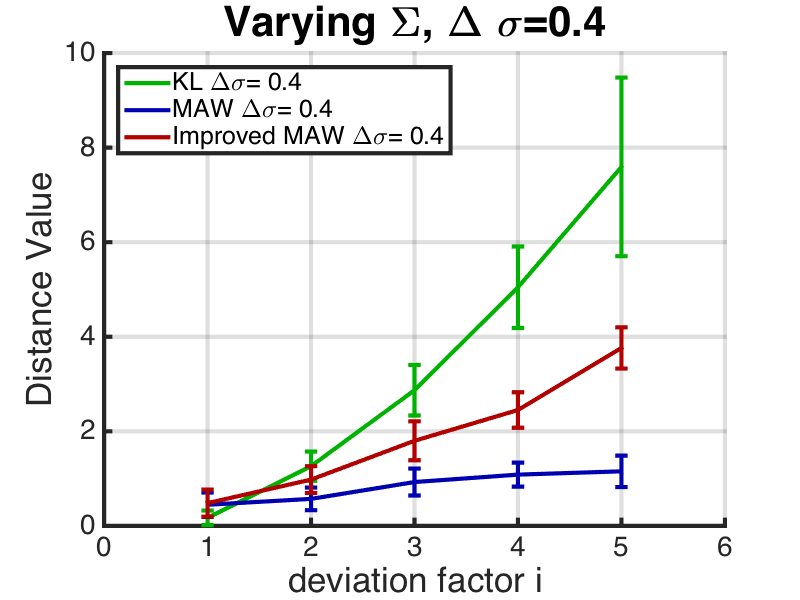 Varying Σ, Δ σ=0.4
10
8
6
4
2
0
Distance Value
KL Δσ= 0.4
MAW Δσ= 0.4
Improved MAW Δσ= 0.4
0 1 2 3 4 5 6
deviation factor i